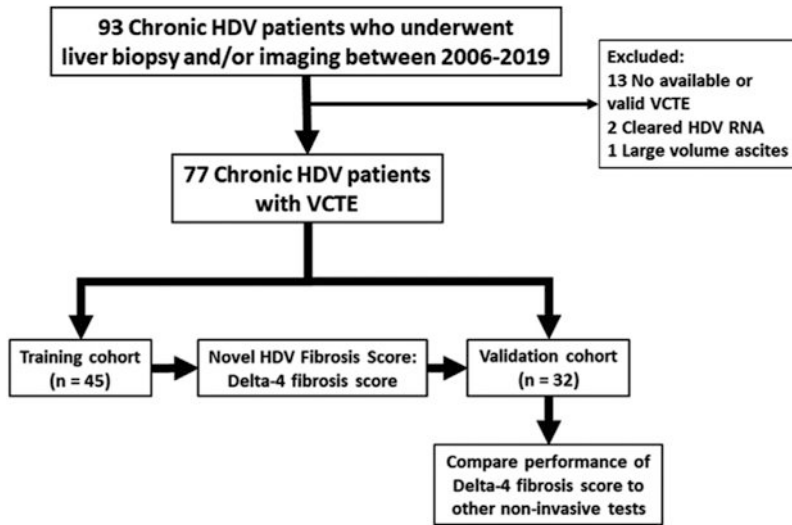 93 Chronic HDV patients who underwent
liver biopsy and/or imaging between 2006-2019
Excluded:
13 No available or
valid VCTE
2 Cleared HDV RNA
1 Large volume ascites
77 Chronic HDV patients
with VCTE
Training cohort
(n = 45)
Novel HDV Fibrosis Score:
Delta-4 fibrosis score
Validation cohort
(n = 32)
Compare performance of
Delta-4 fibrosis score to
other non-invasive tests